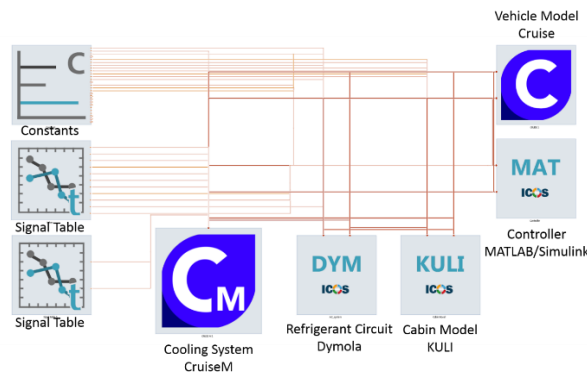 Vehicle Model
Cruise
C
Constants
C
MAT
ICOS
Signal Table
t
Controller
MATLAB/Simulink
CM
DYM
ICOS
KULI
ICOS
Signal Table
t
Refrigerant Circuit
Dymola
Cabin Model
KULI
Cooling System
CruiseM